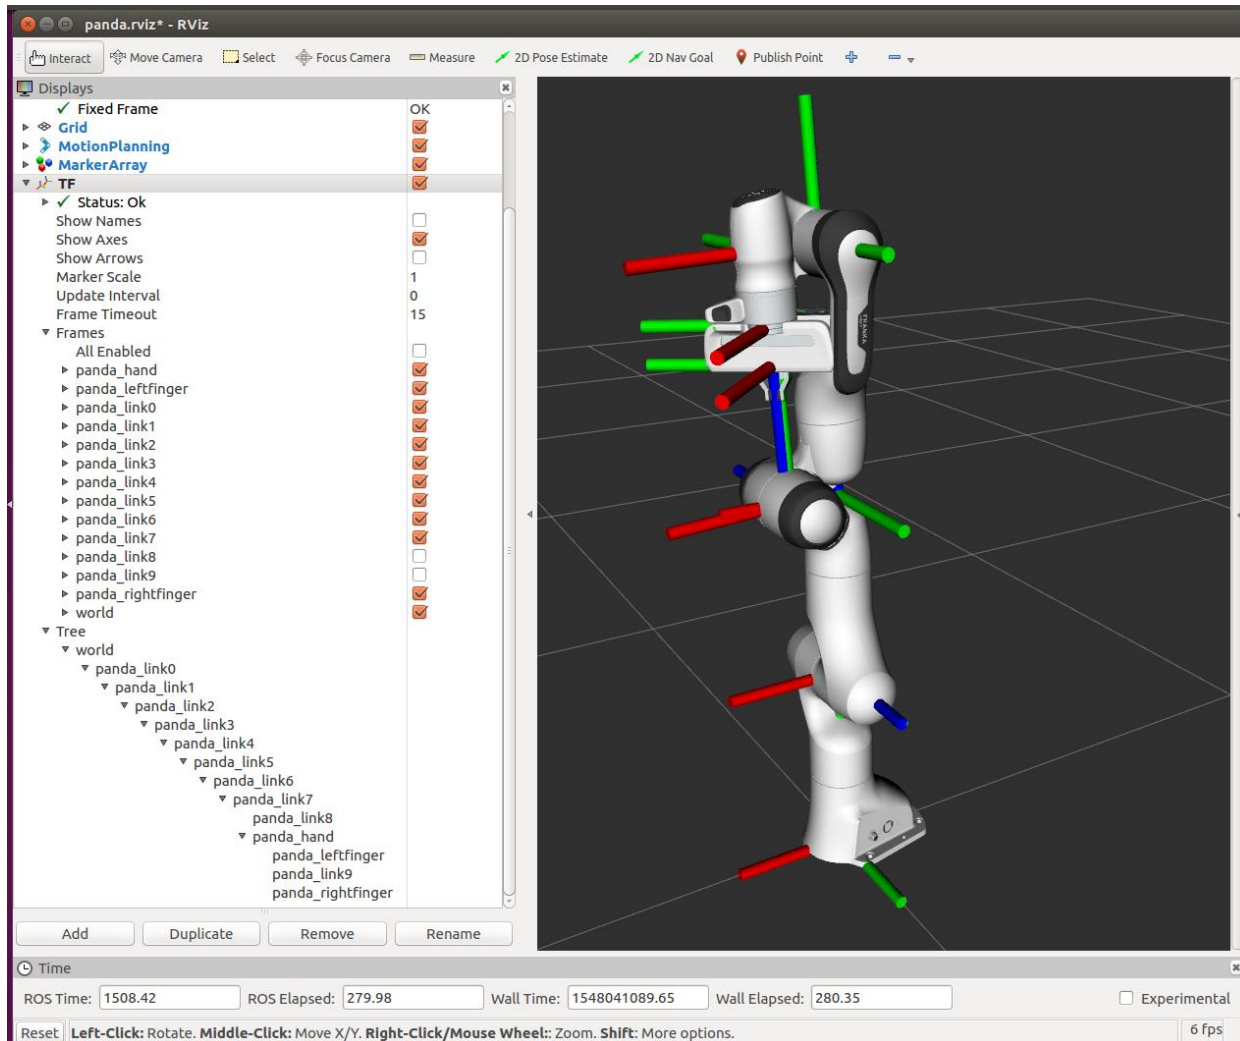 panda.rviz* - RViz
Interact Move Camera Select Focus Camera Measure 2D Pose Estimate 2D Nav Goal Publish Point
Displays
Fixed Frame OK
Grid
MotionPlanning
MarkerArray
TF
Status: Ok
Show Names
Show Axes
Show Arrows
Marker Scale 1
Update Interval 0
Frame Timeout 15
Frames
All Enabled
panda_hand
panda_leftfinger
panda_link0
panda_link1
panda_link2
panda_link3
panda_link4
panda_link5
panda_link6
panda_link7
panda_link8
panda_link9
panda_rightfinger
world
Tree
world
panda_link0
panda_link1
panda_link2
panda_link3
panda_link4
panda_link5
panda_link6
panda_link7
panda_link8
panda_hand
panda_leftfinger
panda_link9
panda_rightfinger
Add Duplicate Remove Rename
FRANKA
Time
ROS Time: 1508.42 ROS Elapsed: 279.98 Wall Time: 1548041089.65 Wall Elapsed: 280.35 Experimental
Reset Left-Click: Rotate. Middle-Click: Move X/Y. Right-Click/Mouse Wheel:: Zoom. Shift: More options. 6 fps